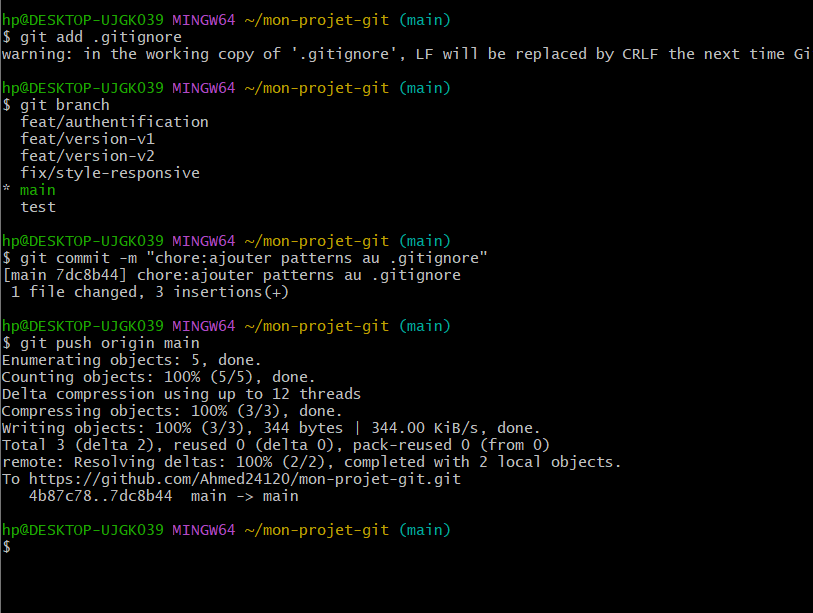 hp@DESKTOP-UJGKO39 MINGW64 ~/mon-projet-git (main)
$ git add .gitignore
warning: in the working copy of '.gitignore', LF will be replaced by CRLF the next time Gi

hp@DESKTOP-UJGKO39 MINGW64 ~/mon-projet-git (main)
$ git branch
  feat/authentification
  feat/version-v1
  feat/version-v2
  fix/style-responsive
* main
  test

hp@DESKTOP-UJGKO39 MINGW64 ~/mon-projet-git (main)
$ git commit -m "chore:ajouter patterns au .gitignore"
[main 7dc8b44] chore:ajouter patterns au .gitignore
 1 file changed, 3 insertions(+)

hp@DESKTOP-UJGKO39 MINGW64 ~/mon-projet-git (main)
$ git push origin main
Enumerating objects: 5, done.
Counting objects: 100% (5/5), done.
Delta compression using up to 12 threads
Compressing objects: 100% (3/3), done.
Writing objects: 100% (3/3), 344 bytes | 344.00 KiB/s, done.
Total 3 (delta 2), reused 0 (delta 0), pack-reused 0 (from 0)
remote: Resolving deltas: 100% (2/2), completed with 2 local objects.
To https://github.com/Ahmed24120/mon-projet-git.git
   4b87c78..7dc8b44  main -> main

hp@DESKTOP-UJGKO39 MINGW64 ~/mon-projet-git (main)
$